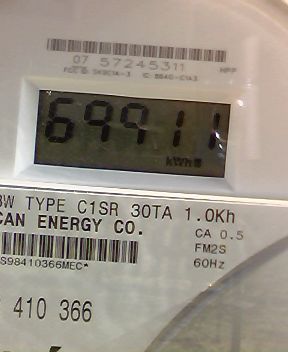 07 57245311
69911
kWh
3W TYPE C1SR 30TA 1.0Kh
CAN ENERGY CO.
CA 0.5
FM2S
60Hz
S98410366MEC*
410 366